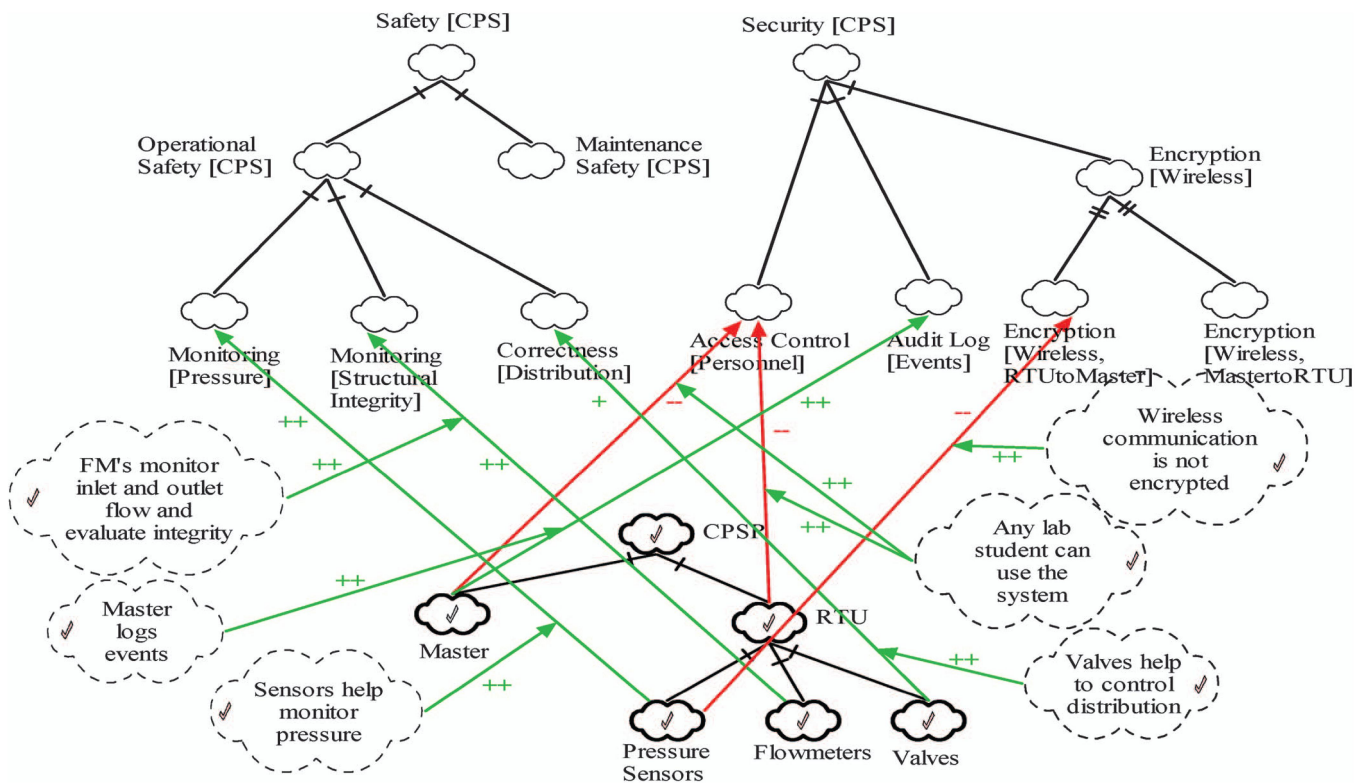 Safety [CPS]
Security [CPS]
Operational
Safety [CPS]
Maintenance
Safety [CPS]
Encryption
[Wireless]
Monitoring
[Pressure]
Monitoring
[Structural
Integrity]
Correctness
[Distribution]
Access Control
[Personnel]
Audit Log
[Events]
Encryption
[Wireless,
RTUtoMaster]
Encryption
[Wireless,
MastertoRTU]
++
+
--
++
--
--
FM's monitor
inlet and outlet
flow and
evaluate integrity
++
++
Wireless
communication
is not
encrypted
++
++
++
Any lab
student can
use the
system
CPSP
Master
logs
events
++
Master
RTU
Sensors help
monitor
pressure
++
Valves help
to control
distribution
++
Pressure
Sensors
Flowmeters
Valves